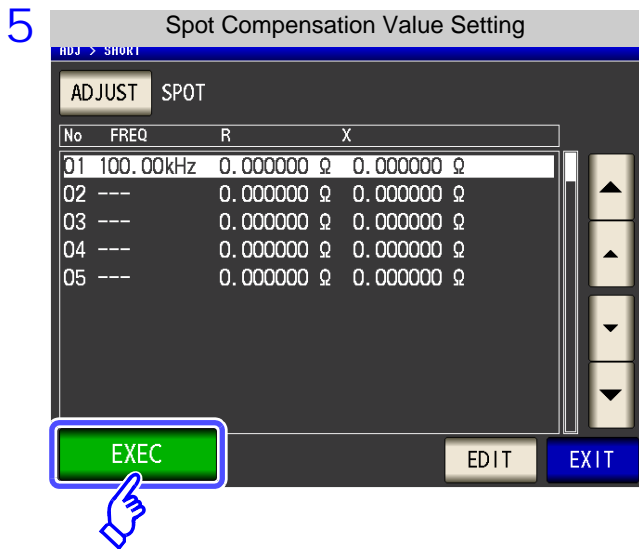 5
Spot Compensation Value Setting
ADJ > SHORT
ADJUST SPOT
No FREQ R X
01 100.00kHz 0.000000 Ω 0.000000 Ω
02 --- 0.000000 Ω 0.000000 Ω
03 --- 0.000000 Ω 0.000000 Ω
04 --- 0.000000 Ω 0.000000 Ω
05 --- 0.000000 Ω 0.000000 Ω
EXEC EDIT EXIT